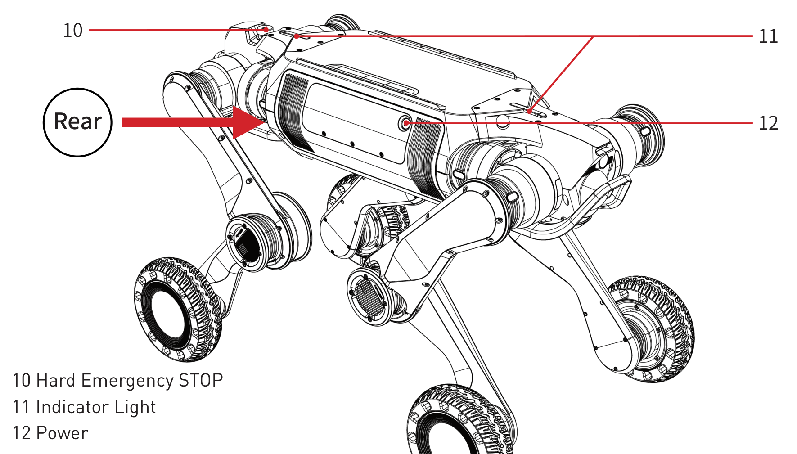 10
11
Rear
12
10 Hard Emergency STOP
11 Indicator Light
12 Power